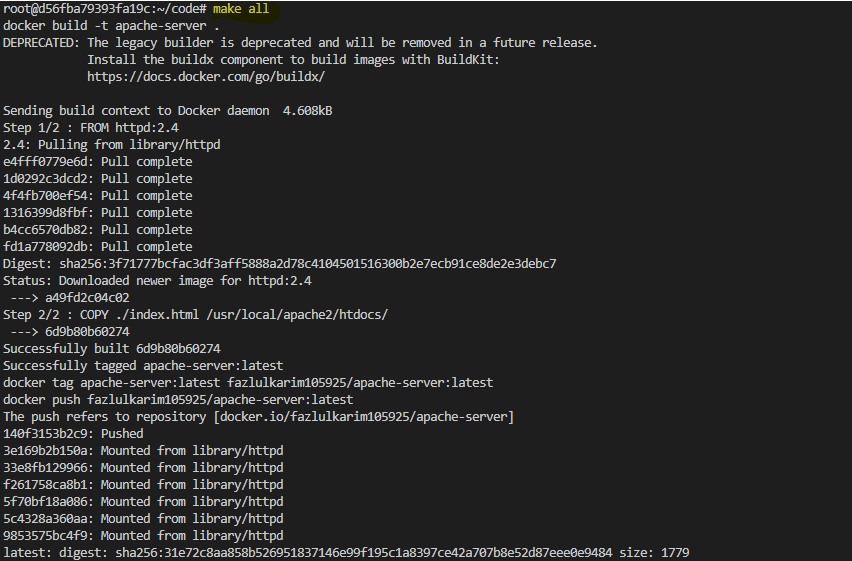 root@d56fba79393fa19c:~/code# make all
docker build -t apache-server .
DEPRECATED: The legacy builder is deprecated and will be removed in a future release.
            Install the buildx component to build images with BuildKit:
            https://docs.docker.com/go/buildx/

Sending build context to Docker daemon  4.608kB
Step 1/2 : FROM httpd:2.4
2.4: Pulling from library/httpd
e4fff0779e6d: Pull complete
1d0292c3dcd2: Pull complete
4f4fb700ef54: Pull complete
1316399d8fbf: Pull complete
b4cc6570db82: Pull complete
fd1a778092db: Pull complete
Digest: sha256:3f71777bcfac3df3aff5888a2d78c4104501516300b2e7ecb91ce8de2e3debc7
Status: Downloaded newer image for httpd:2.4
 ---> a49fd2c04c02
Step 2/2 : COPY ./index.html /usr/local/apache2/htdocs/
 ---> 6d9b80b60274
Successfully built 6d9b80b60274
Successfully tagged apache-server:latest
docker tag apache-server:latest fazlulkarim105925/apache-server:latest
docker push fazlulkarim105925/apache-server:latest
The push refers to repository [docker.io/fazlulkarim105925/apache-server]
140f3153b2c9: Pushed
3e169b2b150a: Mounted from library/httpd
33e8fb129966: Mounted from library/httpd
f261758ca8b1: Mounted from library/httpd
5f70bf18a086: Mounted from library/httpd
5c4328a360aa: Mounted from library/httpd
9853575bc4f9: Mounted from library/httpd
latest: digest: sha256:31e72c8aa858b526951837146e99f195c1a8397ce42a707b8e52d87eee0e9484 size: 1779